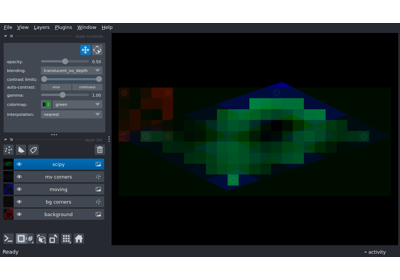 File View Layers Plugins Window Help
opacity: 0.50
blending: translucent_no_depth
contrast limits:
auto-contrast: once continuous
gamma: 1.00
colormap: green
interpolation: nearest
scipy
mv corners
moving
bg corners
background
Ready activity